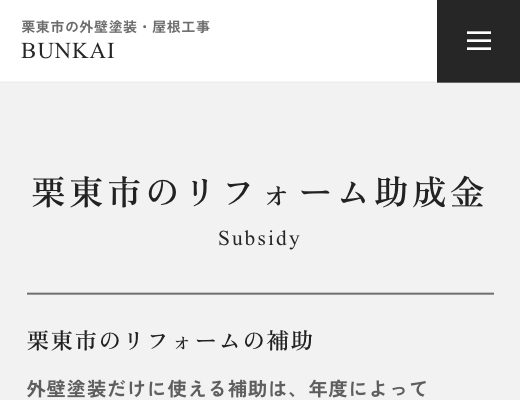 栗東市の外壁塗装・屋根工事
BUNKAI
栗東市のリフォーム助成金
Subsidy
栗東市のリフォームの補助
外壁塗装だけに使える補助は、年度によって